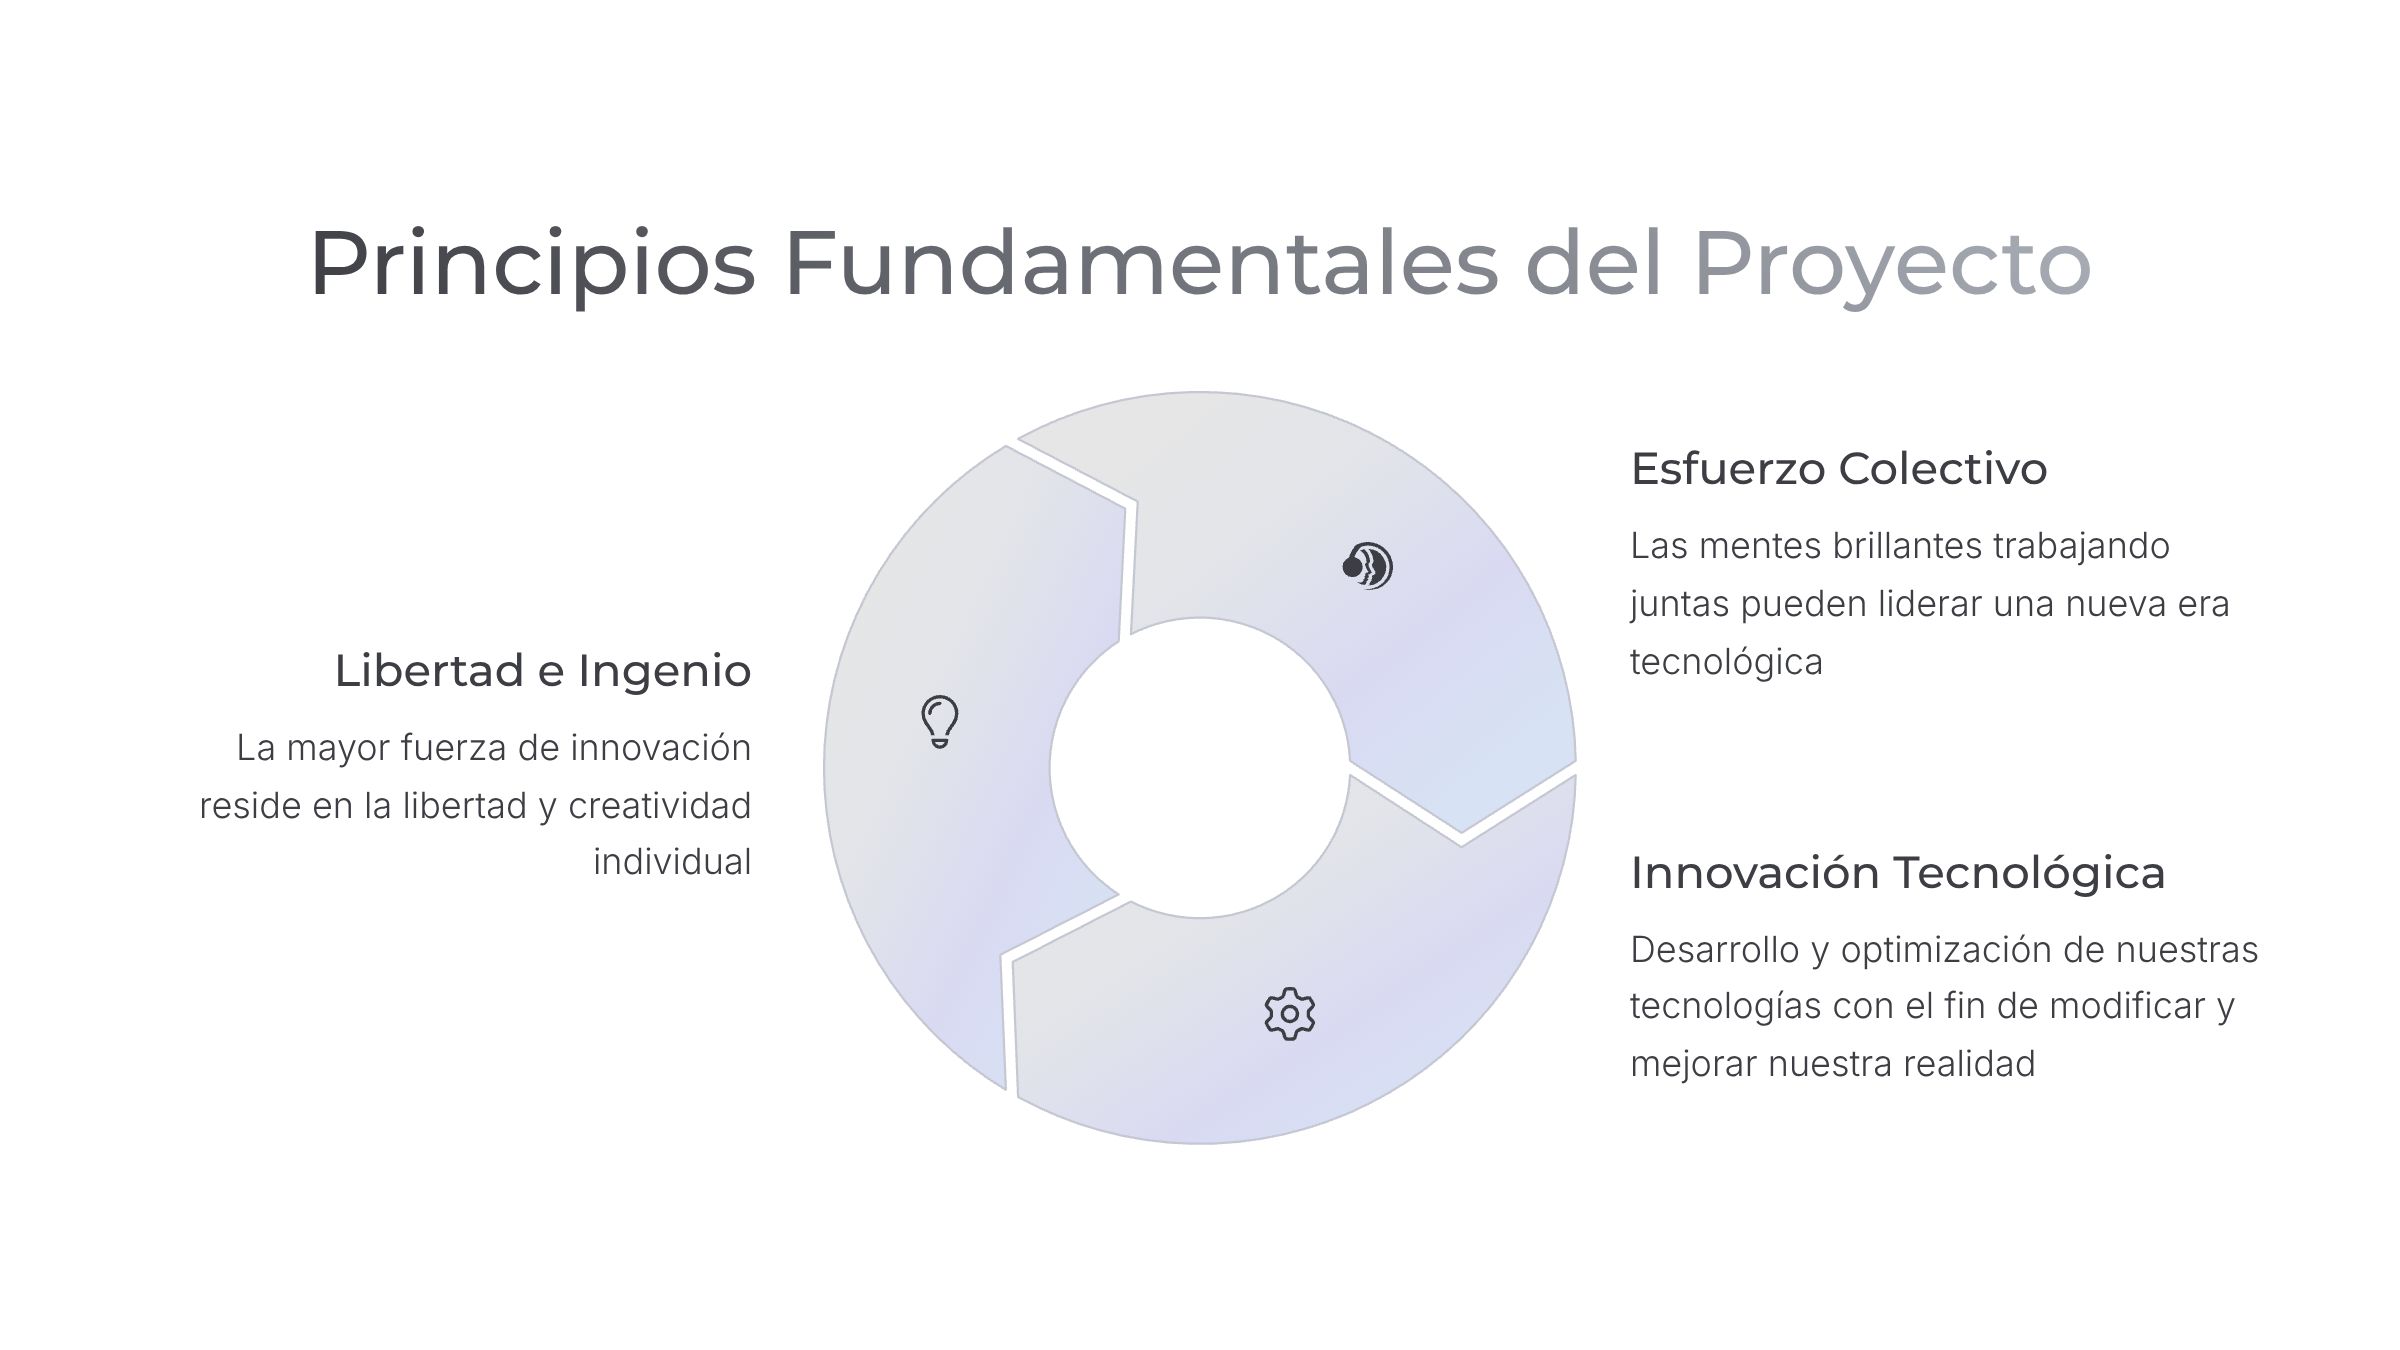 Principios Fundamentales del Proyecto
Esfuerzo Colectivo
Las mentes brillantes trabajando
juntas pueden liderar una nueva era
tecnológica
Innovación Tecnológica
Desarrollo y optimización de nuestras
tecnologías con el fin de modificar y
mejorar nuestra realidad
Libertad e Ingenio
La mayor fuerza de innovación
reside en la libertad y creatividad
individual